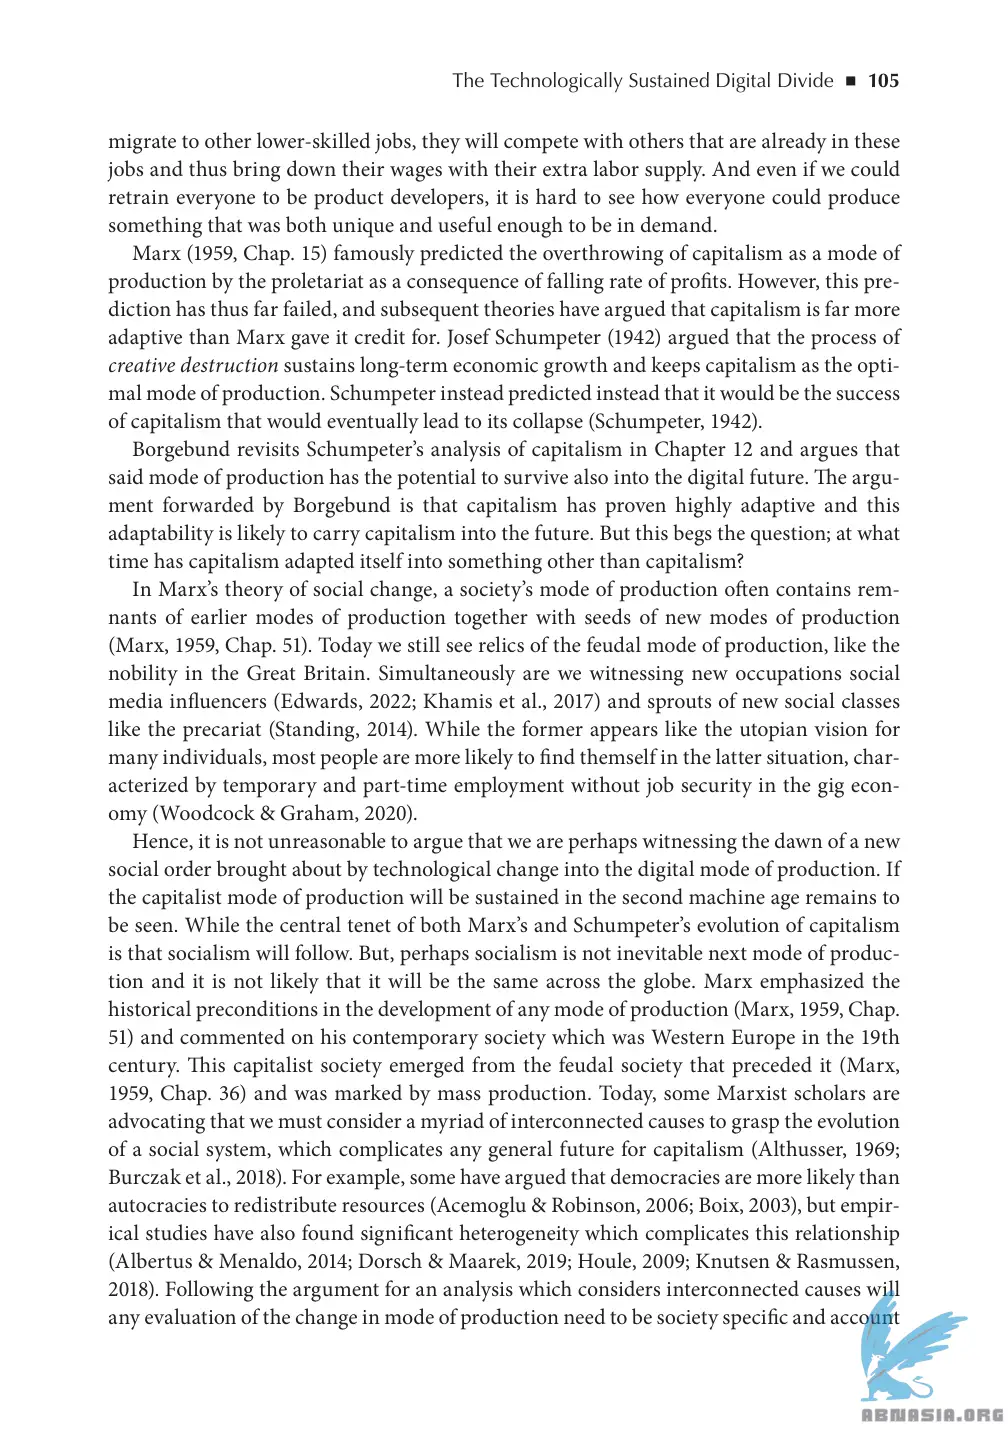 The Technologically Sustained Digital Divide ■ 105
migrate to other lower-skilled jobs, they will compete with others that are already in these
jobs and thus bring down their wages with their extra labor supply. And even if we could
retrain everyone to be product developers, it is hard to see how everyone could produce
something that was both unique and useful enough to be in demand.
Marx (1959, Chap. 15) famously predicted the overthrowing of capitalism as a mode of
production by the proletariat as a consequence of falling rate of profits. However, this pre-
diction has thus far failed, and subsequent theories have argued that capitalism is far more
adaptive than Marx gave it credit for. Josef Schumpeter (1942) argued that the process of
creative destruction sustains long-term economic growth and keeps capitalism as the opti-
mal mode of production. Schumpeter instead predicted instead that it would be the success
of capitalism that would eventually lead to its collapse (Schumpeter, 1942).
Borgebund revisits Schumpeter’s analysis of capitalism in Chapter 12 and argues that
said mode of production has the potential to survive also into the digital future. The argu-
ment forwarded by Borgebund is that capitalism has proven highly adaptive and this
adaptability is likely to carry capitalism into the future. But this begs the question; at what
time has capitalism adapted itself into something other than capitalism?
In Marx’s theory of social change, a society’s mode of production often contains rem-
nants of earlier modes of production together with seeds of new modes of production
(Marx, 1959, Chap. 51). Today we still see relics of the feudal mode of production, like the
nobility in the Great Britain. Simultaneously are we witnessing new occupations social
media influencers (Edwards, 2022; Khamis et al., 2017) and sprouts of new social classes
like the precariat (Standing, 2014). While the former appears like the utopian vision for
many individuals, most people are more likely to find themself in the latter situation, char-
acterized by temporary and part-time employment without job security in the gig econ-
omy (Woodcock & Graham, 2020).
Hence, it is not unreasonable to argue that we are perhaps witnessing the dawn of a new
social order brought about by technological change into the digital mode of production. If
the capitalist mode of production will be sustained in the second machine age remains to
be seen. While the central tenet of both Marx’s and Schumpeter’s evolution of capitalism
is that socialism will follow. But, perhaps socialism is not inevitable next mode of produc-
tion and it is not likely that it will be the same across the globe. Marx emphasized the
historical preconditions in the development of any mode of production (Marx, 1959, Chap.
51) and commented on his contemporary society which was Western Europe in the 19th
century. This capitalist society emerged from the feudal society that preceded it (Marx,
1959, Chap. 36) and was marked by mass production. Today, some Marxist scholars are
advocating that we must consider a myriad of interconnected causes to grasp the evolution
of a social system, which complicates any general future for capitalism (Althusser, 1969;
Burczak et al., 2018). For example, some have argued that democracies are more likely than
autocracies to redistribute resources (Acemoglu & Robinson, 2006; Boix, 2003), but empir-
ical studies have also found significant heterogeneity which complicates this relationship
(Albertus & Menaldo, 2014; Dorsch & Maarek, 2019; Houle, 2009; Knutsen & Rasmussen,
2018). Following the argument for an analysis which considers interconnected causes will
any evaluation of the change in mode of production need to be society specific and account
ABNASIA.ORG